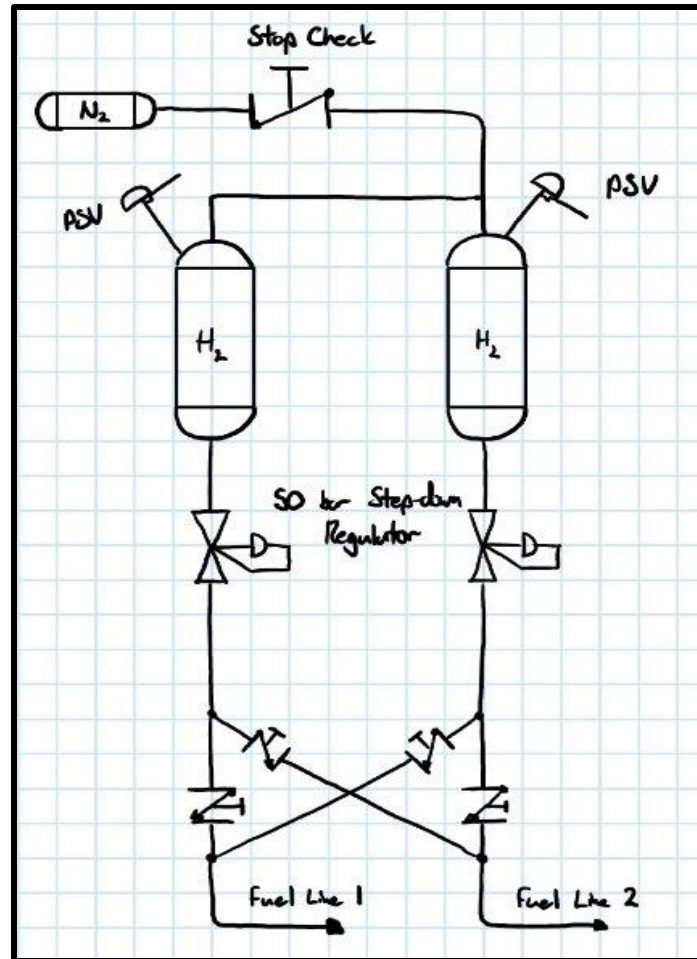 Stop Check
N₂
PSV
PSV
H₂
H₂
50 bar Step-down
Regulator
Fuel Line 1
Fuel Line 2